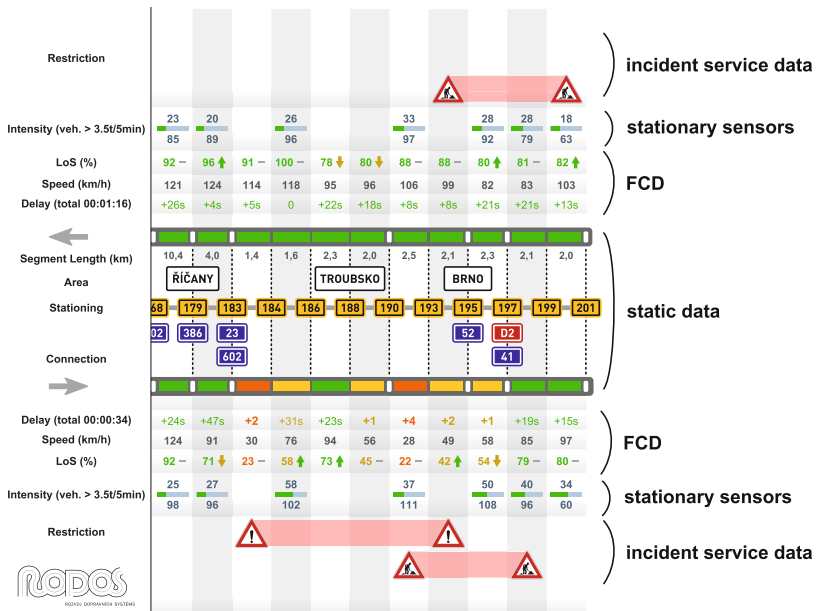 Restriction
incident service data
23 20 26 33 28 28 18
Intensity (veh. > 3.5t/5min)
stationary sensors
85 89 96 97 92 79 63
LoS (%) 92 – 96 91 – 100 – 78 80 88 – 88 – 80 81 – 82
Speed (km/h) 121 124 114 118 95 96 106 99 82 83 103
FCD
Delay (total 00:01:16) +26s +4s +5s 0 +22s +18s +8s +8s +21s +21s +13s
Segment Length (km) 10,4 4,0 1,4 1,6 2,3 2,0 2,5 2,1 2,3 2,1 2,0
Area ŘÍČANY TROUBSKO BRNO
Stationing 68 179 183 184 186 188 190 193 195 197 199 201
static data
02 386 23 52 D2
Connection 602 41
Delay (total 00:00:34) +24s +47s +2 +31s +23s +1 +4 +2 +1 +19s +15s
Speed (km/h) 124 91 30 76 94 56 28 49 58 85 97
FCD
LoS (%) 92 – 71 23 – 58 73 45 – 22 – 42 54 79 – 80 –
25 27 58 37 50 40 34
Intensity (veh. > 3.5t/5min)
stationary sensors
98 96 102 111 108 96 60
Restriction ! !
incident service data
RODOS
ROZVOJ DOPRAVNÍCH SYSTÉMŮ